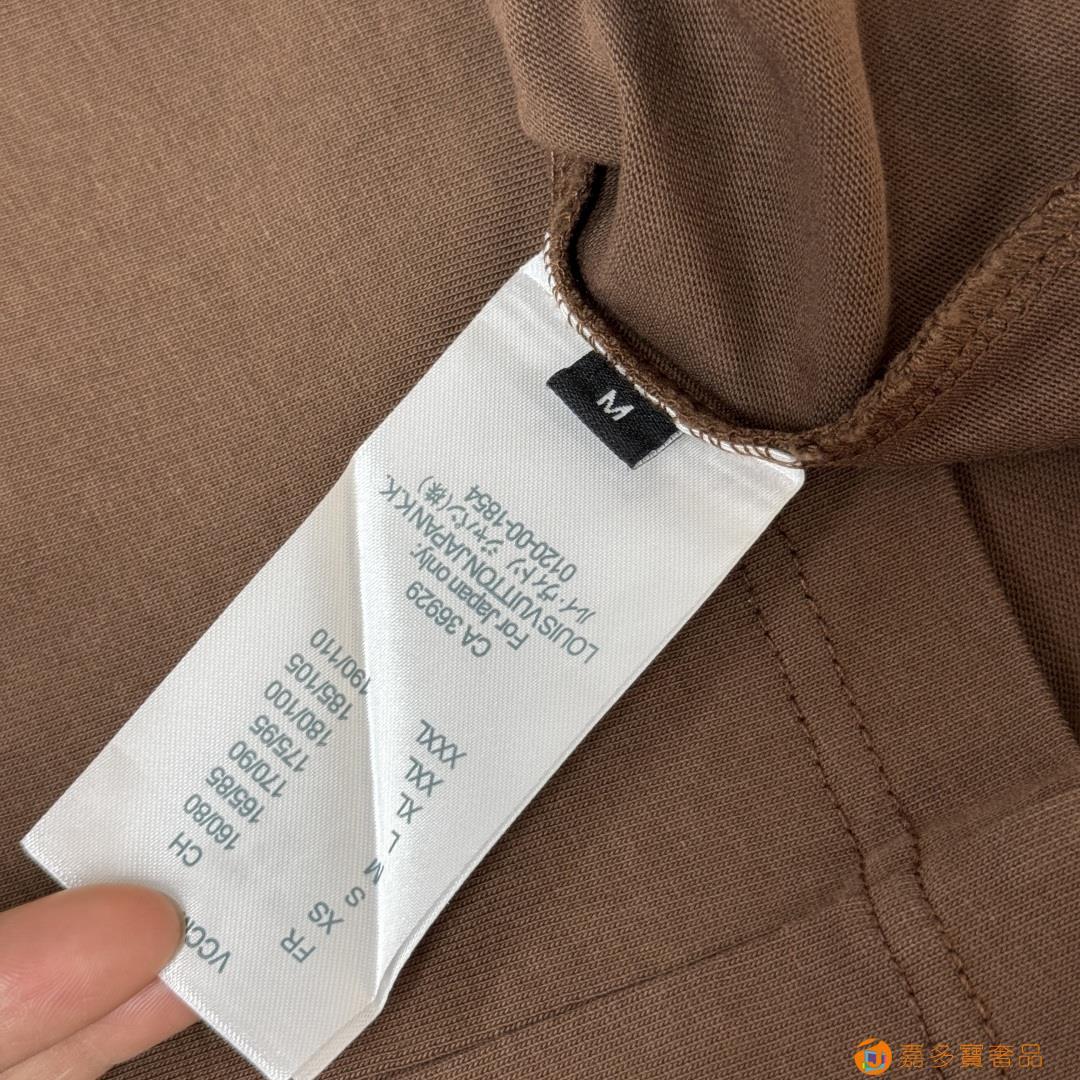 VCC
FR CH
XS 160/80
S 165/85
M 170/90
L 175/95
XL 180/100
XXL 185/105
XXXL 190/110
CA 36929
For Japan only:
LOUIS VUITTON JAPAN K.K.
ルイ・ヴィトン ジャパン(株)
0120-00-1854
M
嘉多寶奢品